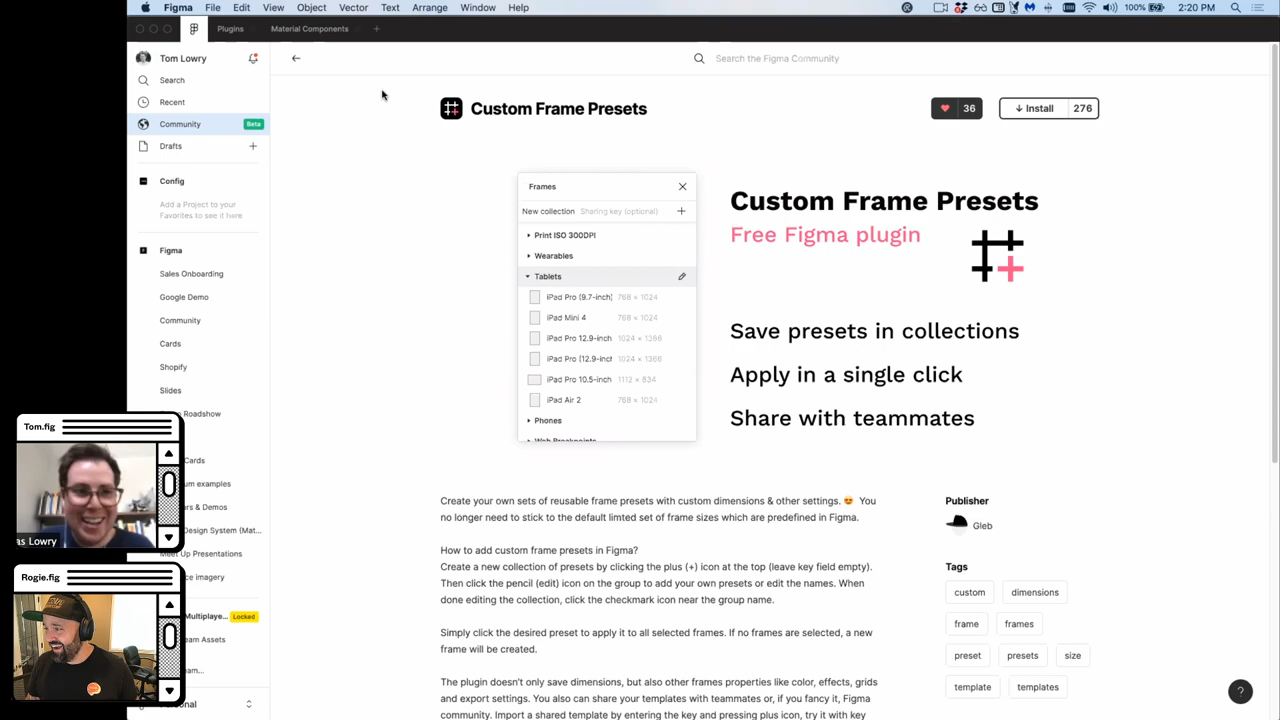 Figma File Edit View Object Vector Text Arrange Window Help 100% 2:20 PM
Plugins Material Components
Tom Lowry
Search the Figma Community
Search
Recent
Community Beta
Drafts
Config
Add a Project to your
Favorites to see it here
Figma
Sales Onboarding
Google Demo
Community
Cards
Shopify
Slides
Roadshow
Cards
um examples
rs & Demos
Design System (Mat...
Meet Up Presentations
ce imagery
Multiplaye... Locked
eam Assets
eam...
Personal
Tom.fig
as Lowry
Rogie.fig
Custom Frame Presets
36
Install 276
Frames
New collection Sharing key (optional)
Print ISO 300DPI
Wearables
Tablets
iPad Pro (9.7-inch) 768 × 1024
iPad Mini 4 768 × 1024
iPad Pro 12.9-inch 1024 × 1366
iPad Pro (12.9-inch 1024 × 1366
iPad Pro 10.5-inch 1112 × 834
iPad Air 2 768 × 1024
Phones
Web Breakpoints
Custom Frame Presets
Free Figma plugin
Save presets in collections
Apply in a single click
Share with teammates
Create your own sets of reusable frame presets with custom dimensions & other settings. 😍 You
no longer need to stick to the default limted set of frame sizes which are predefined in Figma.
How to add custom frame presets in Figma?
Create a new collection of presets by clicking the plus (+) icon at the top (leave key field empty).
Then click the pencil (edit) icon on the group to add your own presets or edit the names. When
done editing the collection, click the checkmark icon near the group name.
Simply click the desired preset to apply it to all selected frames. If no frames are selected, a new
frame will be created.
The plugin doesn't only save dimensions, but also other frames properties like color, effects, grids
and export settings. You also can share your templates with teammates or, if you fancy it, Figma
community. Import a shared template by entering the key and pressing plus icon, try it with key
Publisher
Gleb
Tags
custom dimensions
frame frames
preset presets size
template templates
?